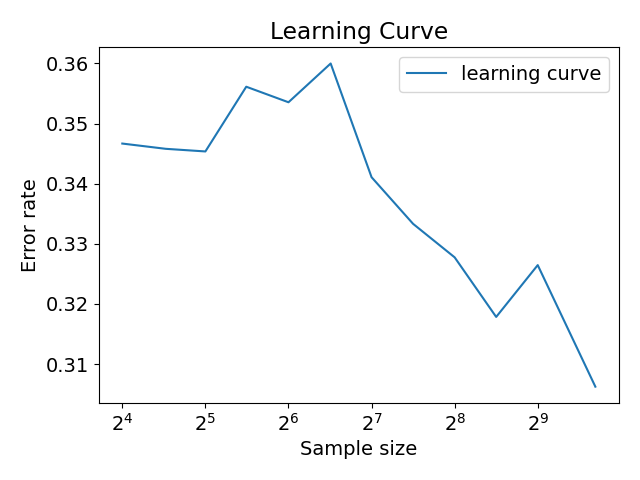 Learning Curve
learning curve
0.36
0.35
0.34
0.33
0.32
0.31
Error rate
2⁴ 2⁵ 2⁶ 2⁷ 2⁸ 2⁹
Sample size